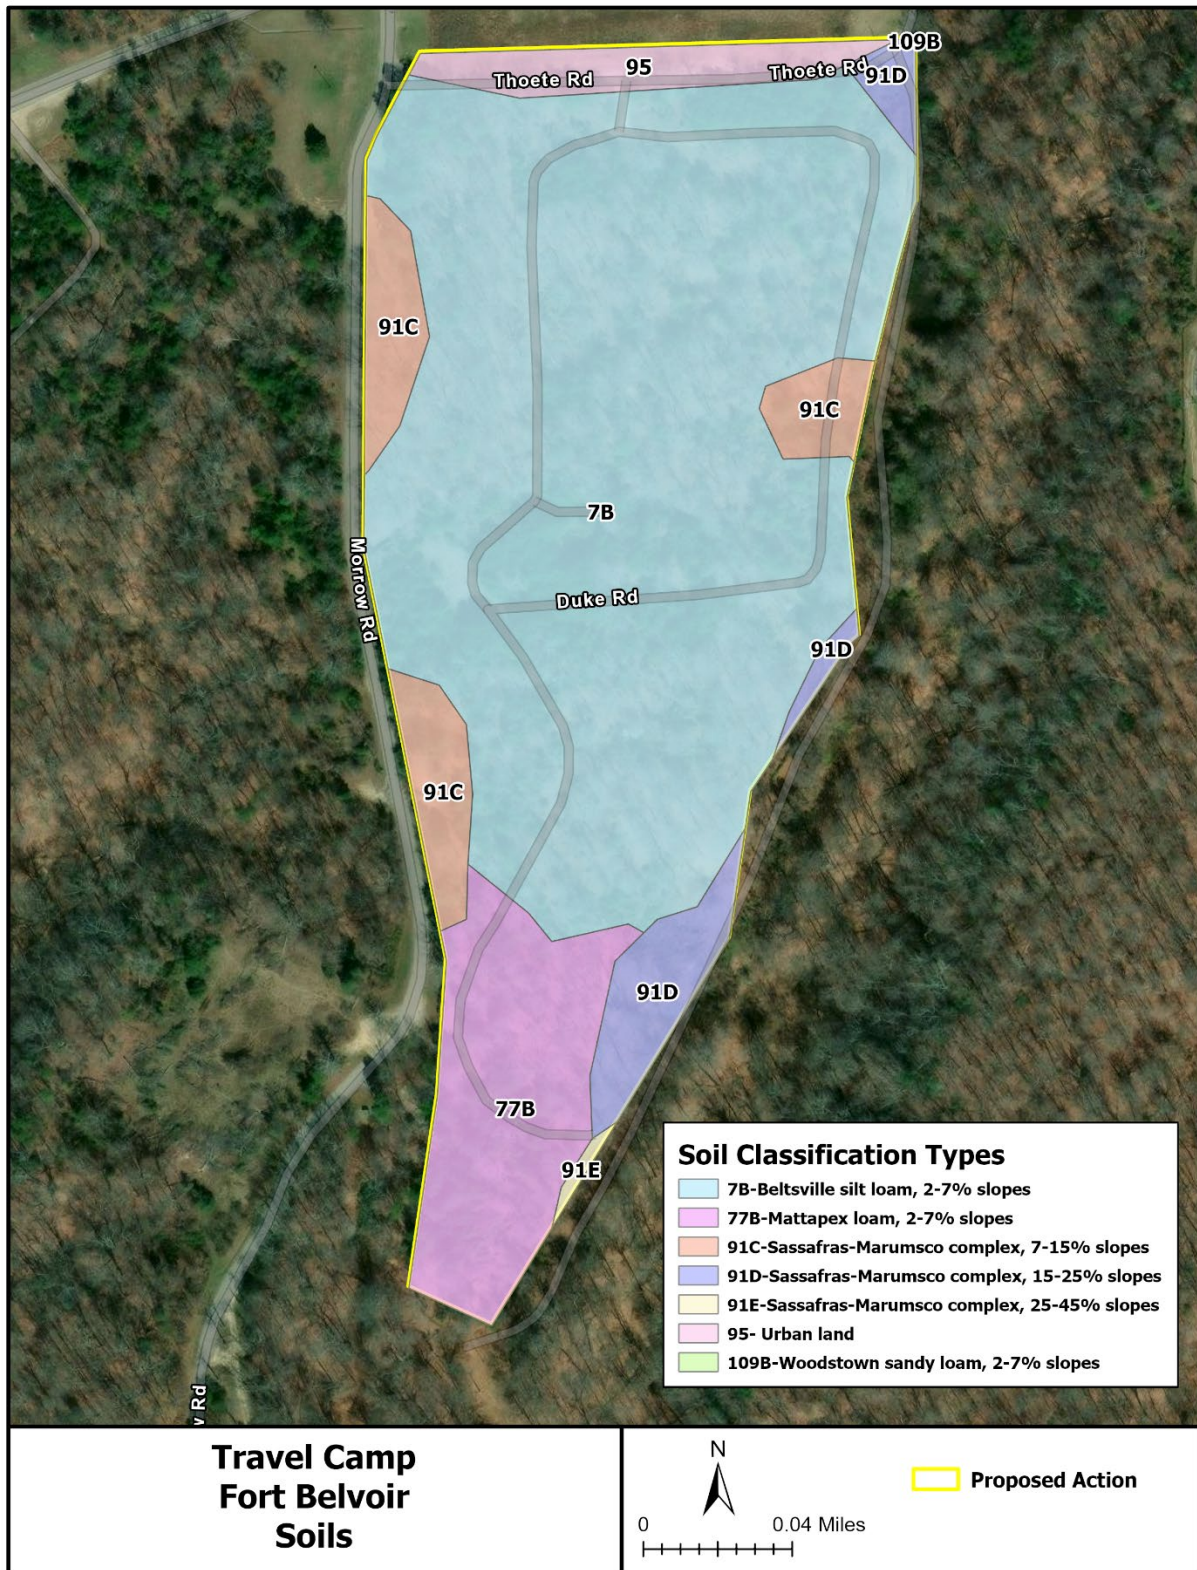 109B
95
Thoete Rd
Thoete Rd
91D
91C
91C
7B
Morrow Rd
Duke Rd
91D
91C
91D
77B
91E
w Rd
Soil Classification Types
7B-Beltsville silt loam, 2-7% slopes
77B-Mattapex loam, 2-7% slopes
91C-Sassafras-Marumsco complex, 7-15% slopes
91D-Sassafras-Marumsco complex, 15-25% slopes
91E-Sassafras-Marumsco complex, 25-45% slopes
95- Urban land
109B-Woodstown sandy loam, 2-7% slopes
Travel Camp
Fort Belvoir
Soils
N
0 0.04 Miles
Proposed Action